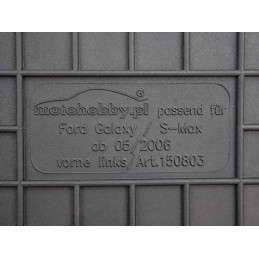 motohobby.pl® passend für
Ford Galaxy / S-Max
ab 05/2006
vorne links/Art.150803